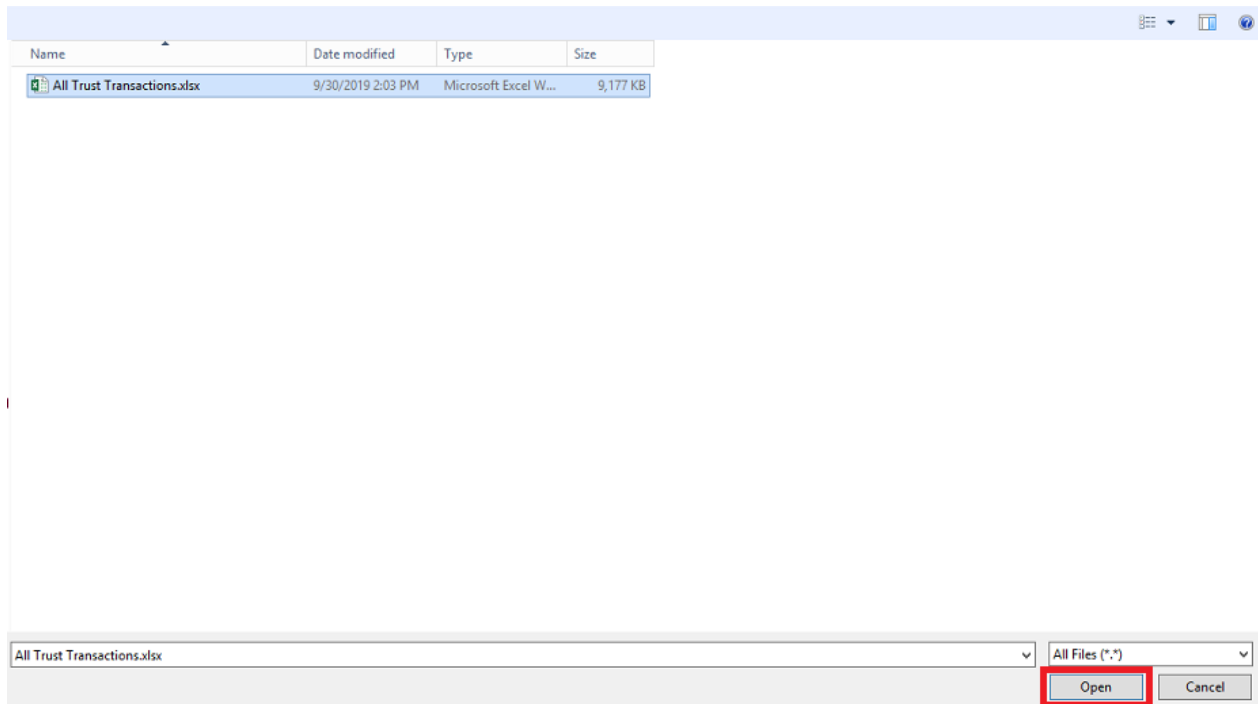 Name Date modified Type Size
All Trust Transactions.xlsx 9/30/2019 2:03 PM Microsoft Excel W... 9,177 KB
All Trust Transactions.xlsx All Files (*.*)
Open Cancel